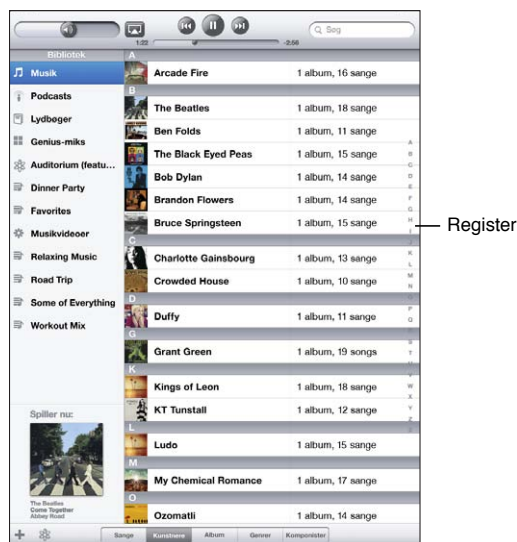 Søg
1:22
-2:56
Bibliotek
Musik
Podcasts
Lydbøger
Genius-miks
Auditorium (featu...
Dinner Party
Favorites
Musikvideoer
Relaxing Music
Road Trip
Some of Everything
Workout Mix
Spiller nu:
The Beatles
Come Together
Abbey Road
A
Arcade Fire 1 album, 16 sange
B
The Beatles 1 album, 18 sange
Ben Folds 1 album, 11 sange
The Black Eyed Peas 1 album, 15 sange
Bob Dylan 1 album, 14 sange
Brandon Flowers 1 album, 14 sange
Bruce Springsteen 1 album, 15 sange
C
Charlotte Gainsbourg 1 album, 13 sange
Crowded House 1 album, 10 sange
D
Duffy 1 album, 11 sange
G
Grant Green 1 album, 19 songs
K
Kings of Leon 1 album, 18 sange
KT Tunstall 1 album, 12 sange
L
Ludo 1 album, 15 sange
M
My Chemical Romance 1 album, 17 sange
O
Ozomatli 1 album, 14 sange
A
B
C
D
E
F
G
H
I
J
K
L
M
N
O
P
Q
R
S
T
U
V
W
X
Y
Z
Register
Sange
Kunstnere
Album
Genrer
Komponister